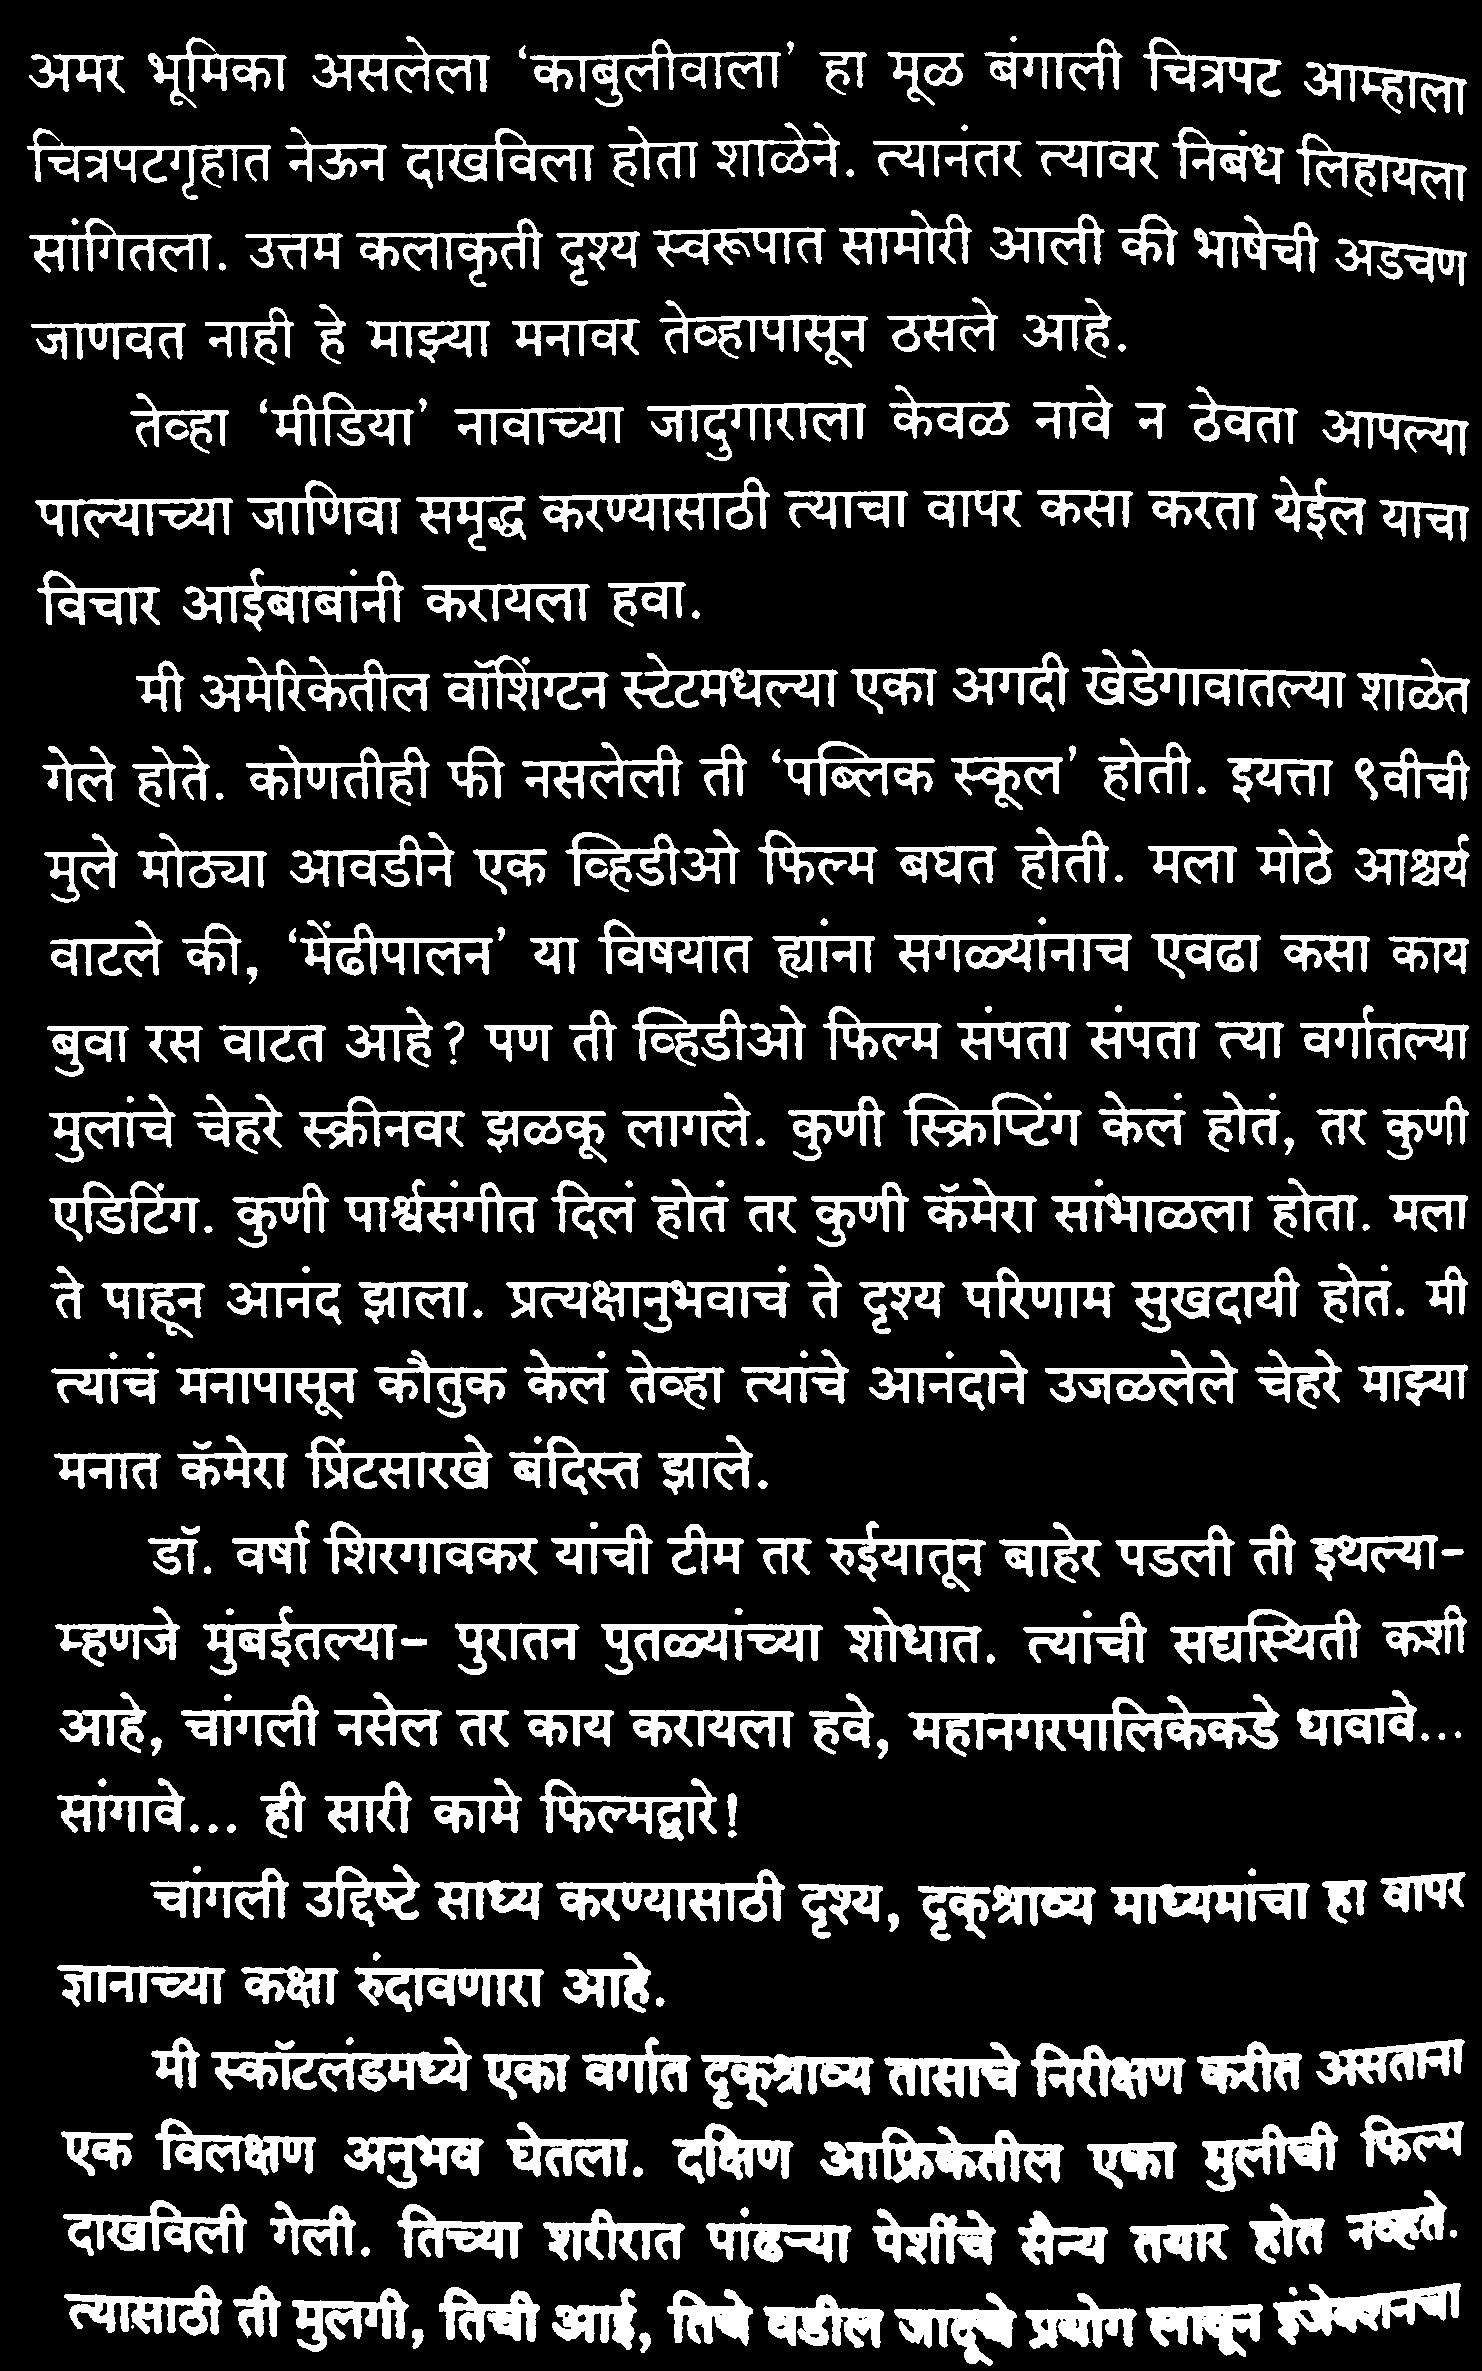 अमर भूमिका असलेला ‘काबुलीवाला’ हा मूळ बंगाली चित्रपट आम्हाला
चित्रपटगृहात नेऊन दाखविला होता शाळेने. त्यानंतर त्यावर निबंध लिहायला
सांगितला. उत्तम कलाकृती दृश्य स्वरूपात सामोरी आली की भाषेची अडचण
जाणवत नाही हे माझ्या मनावर तेव्हापासून ठसले आहे.
तेव्हा ‘मीडिया’ नावाच्या जादुगाराला केवळ नावे न ठेवता आपल्या
पाल्याच्या जाणिवा समृद्ध करण्यासाठी त्याचा वापर कसा करता येईल याचा
विचार आईबाबांनी करायला हवा.
मी अमेरिकेतील वॉशिंग्टन स्टेटमधल्या एका अगदी खेडेगावातल्या शाळेत
गेले होते. कोणतीही फी नसलेली ती ‘पब्लिक स्कूल’ होती. इयत्ता ९वीची
मुले मोठ्या आवडीने एक व्हिडीओ फिल्म बघत होती. मला मोठे आश्चर्य
वाटले की, ‘मेंढीपालन’ या विषयात ह्यांना सगळ्यांनाच एवढा कसा काय
बुवा रस वाटत आहे? पण ती व्हिडीओ फिल्म संपता संपता त्या वर्गातल्या
मुलांचे चेहरे स्क्रीनवर झळकू लागले. कुणी स्क्रिप्टिंग केलं होतं, तर कुणी
एडिटिंग. कुणी पार्श्वसंगीत दिलं होतं तर कुणी कॅमेरा सांभाळला होता. मला
ते पाहून आनंद झाला. प्रत्यक्षानुभवाचं ते दृश्य परिणाम सुखदायी होतं. मी
त्यांचं मनापासून कौतुक केलं तेव्हा त्यांचे आनंदाने उजळलेले चेहरे माझ्या
मनात कॅमेरा प्रिंटसारखे बंदिस्त झाले.
डॉ. वर्षा शिरगावकर यांची टीम तर रुईयातून बाहेर पडली ती इथल्या-
म्हणजे मुंबईतल्या- पुरातन पुतळ्यांच्या शोधात. त्यांची सद्यस्थिती कशी
आहे, चांगली नसेल तर काय करायला हवे, महानगरपालिकेकडे धावावे...
सांगावे... ही सारी कामे फिल्मद्वारे!
चांगली उद्दिष्टे साध्य करण्यासाठी दृश्य, दृक्‌श्राव्य माध्यमांचा हा वापर
ज्ञानाच्या कक्षा रुंदावणारा आहे.
मी स्कॉटलंडमध्ये एका वर्गात दृक्‌श्राव्य तासाचे निरीक्षण करीत असताना
एक विलक्षण अनुभव घेतला. दक्षिण आफ्रिकेतील एका मुलीची फिल्म
दाखविली गेली. तिच्या शरीरात पांढऱ्या पेशींचे सैन्य तयार होत नव्हते.
त्यासाठी ती मुलगी, तिची आई, तिचे वडील जादूचे प्रयोग लावून इंजेक्शनचा